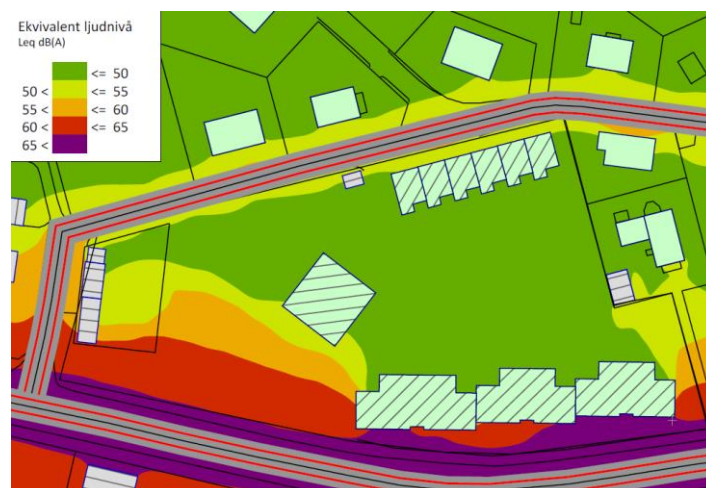 Ekvivalent ljudnivå
Leq dB(A)
<= 50
50 < <= 55
55 < <= 60
60 < <= 65
65 <